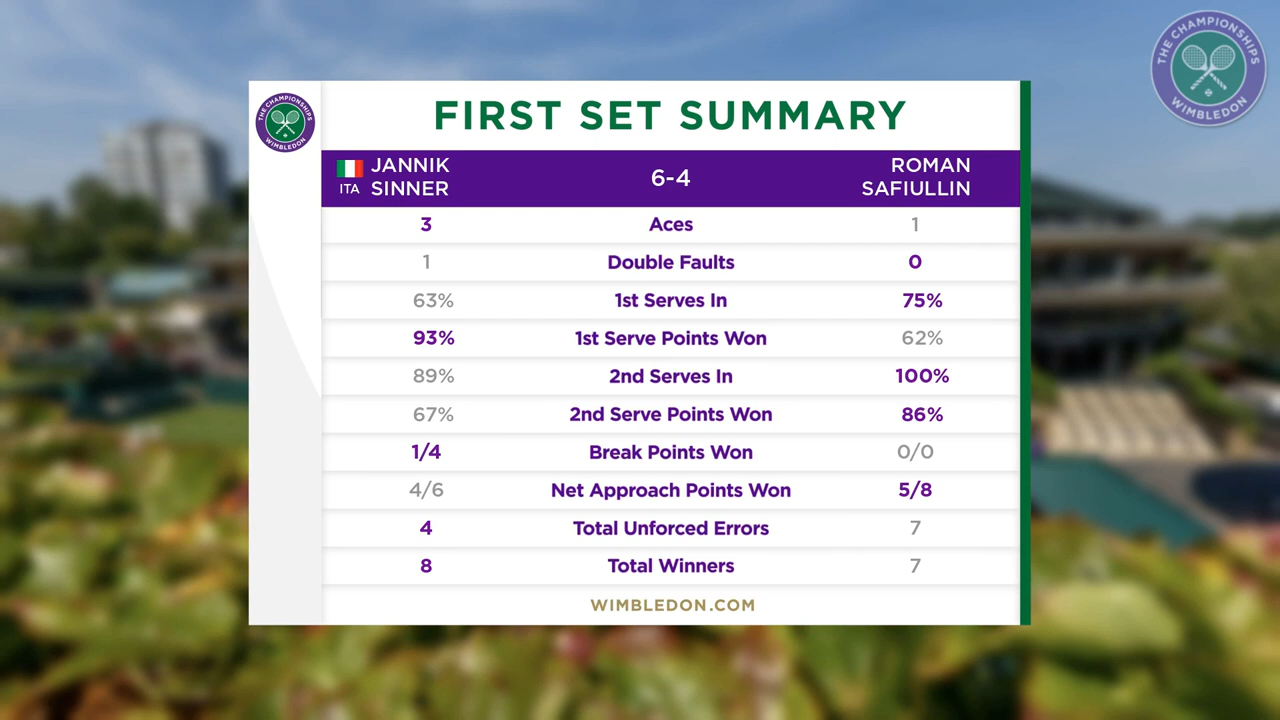 THE CHAMPIONSHIPS
WIMBLEDON
THE CHAMPIONSHIPS
WIMBLEDON
FIRST SET SUMMARY
ITA JANNIK SINNER 6-4 ROMAN SAFIULLIN
3 Aces 1
1 Double Faults 0
63% 1st Serves In 75%
93% 1st Serve Points Won 62%
89% 2nd Serves In 100%
67% 2nd Serve Points Won 86%
1/4 Break Points Won 0/0
4/6 Net Approach Points Won 5/8
4 Total Unforced Errors 7
8 Total Winners 7
WIMBLEDON.COM